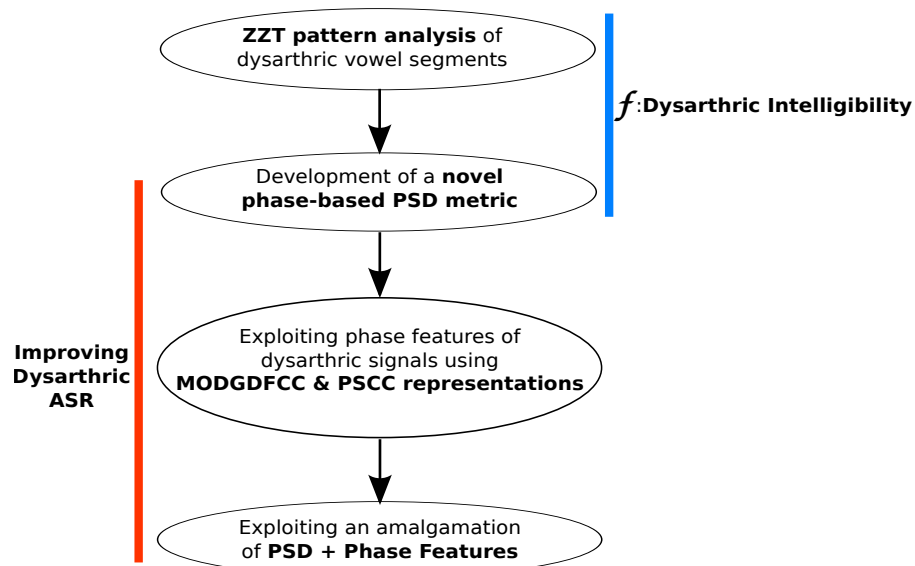 ZZT pattern analysis of
dysarthric vowel segments
f:Dysarthric Intelligibility
Development of a novel
phase-based PSD metric
Exploiting phase features of
dysarthric signals using
MODGDFCC & PSCC representations
Improving
Dysarthric
ASR
Exploiting an amalgamation
of PSD + Phase Features